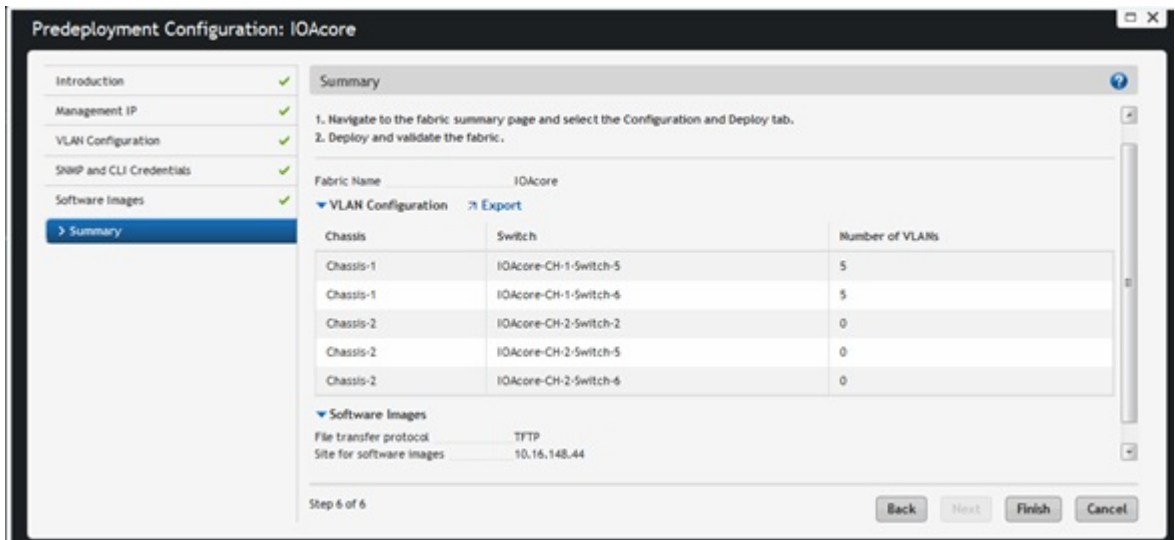 Predeployment Configuration: IOAcore
Introduction
Management IP
VLAN Configuration
SNMP and CLI Credentials
Software Images
> Summary
Summary
1. Navigate to the fabric summary page and select the Configuration and Deploy tab.
2. Deploy and validate the fabric.
Fabric Name IOAcore
VLAN Configuration Export
Chassis Switch Number of VLANs
Chassis-1 IOAcore-CH-1-Switch-5 5
Chassis-1 IOAcore-CH-1-Switch-6 5
Chassis-2 IOAcore-CH-2-Switch-2 0
Chassis-2 IOAcore-CH-2-Switch-5 0
Chassis-2 IOAcore-CH-2-Switch-6 0
Software Images
File transfer protocol TFTP
Site for software images 10.16.148.44
Step 6 of 6
Back Next Finish Cancel